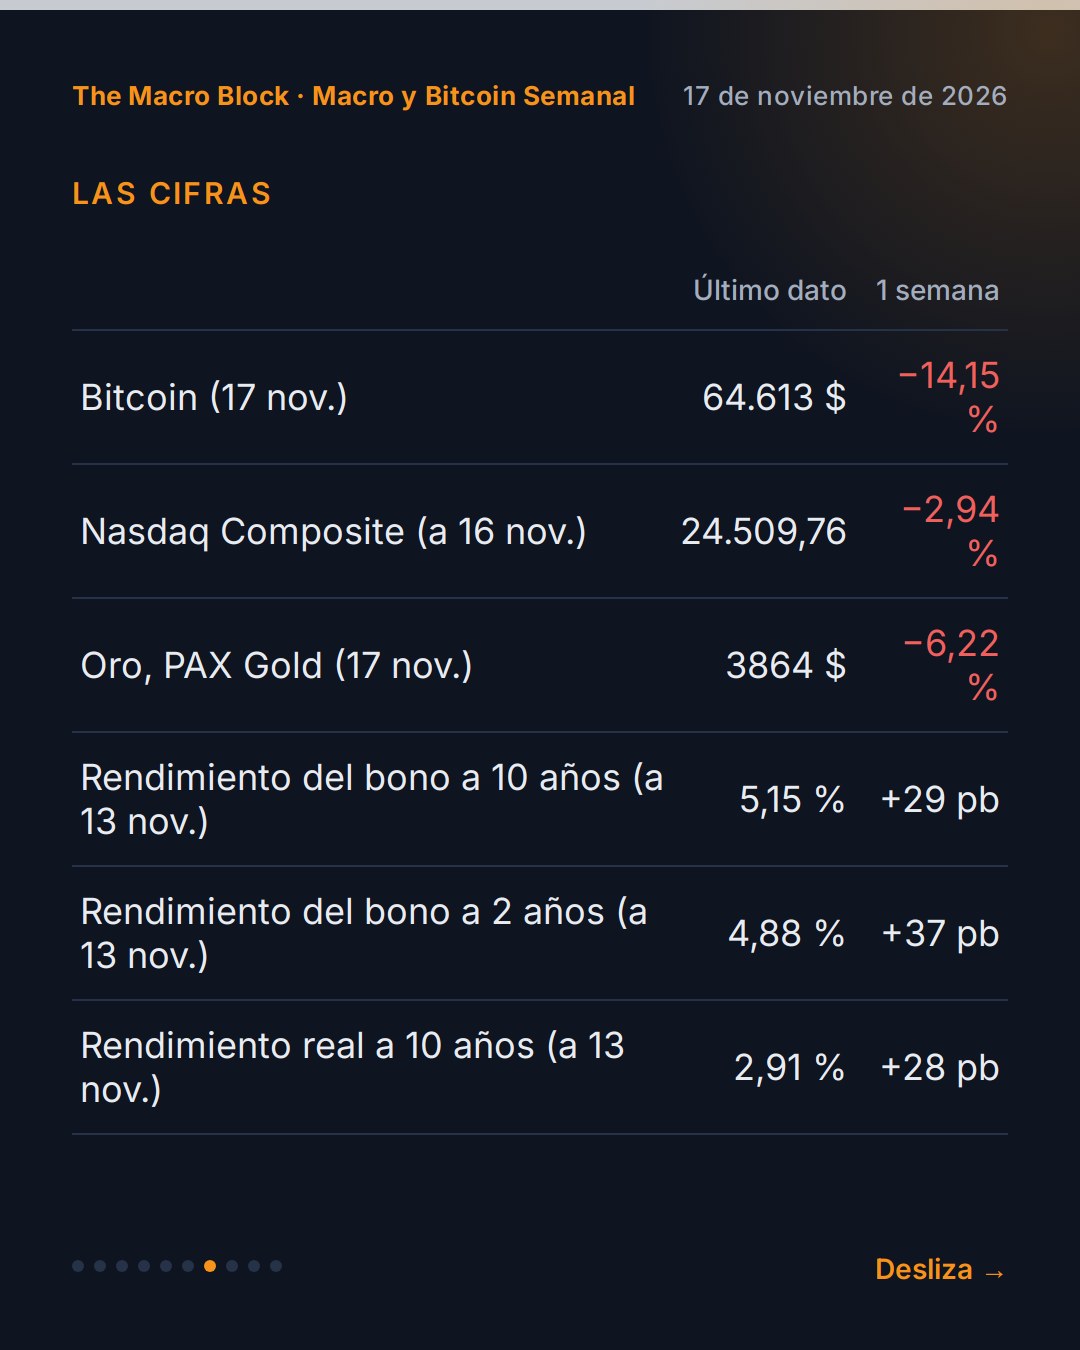 The Macro Block · Macro y Bitcoin Semanal
17 de noviembre de 2026
LAS CIFRAS
Último dato 1 semana
Bitcoin (17 nov.) 64.613 $ −14,15 %
Nasdaq Composite (a 16 nov.) 24.509,76 −2,94 %
Oro, PAX Gold (17 nov.) 3864 $ −6,22 %
Rendimiento del bono a 10 años (a
13 nov.) 5,15 % +29 pb
Rendimiento del bono a 2 años (a
13 nov.) 4,88 % +37 pb
Rendimiento real a 10 años (a 13
nov.) 2,91 % +28 pb
Desliza →